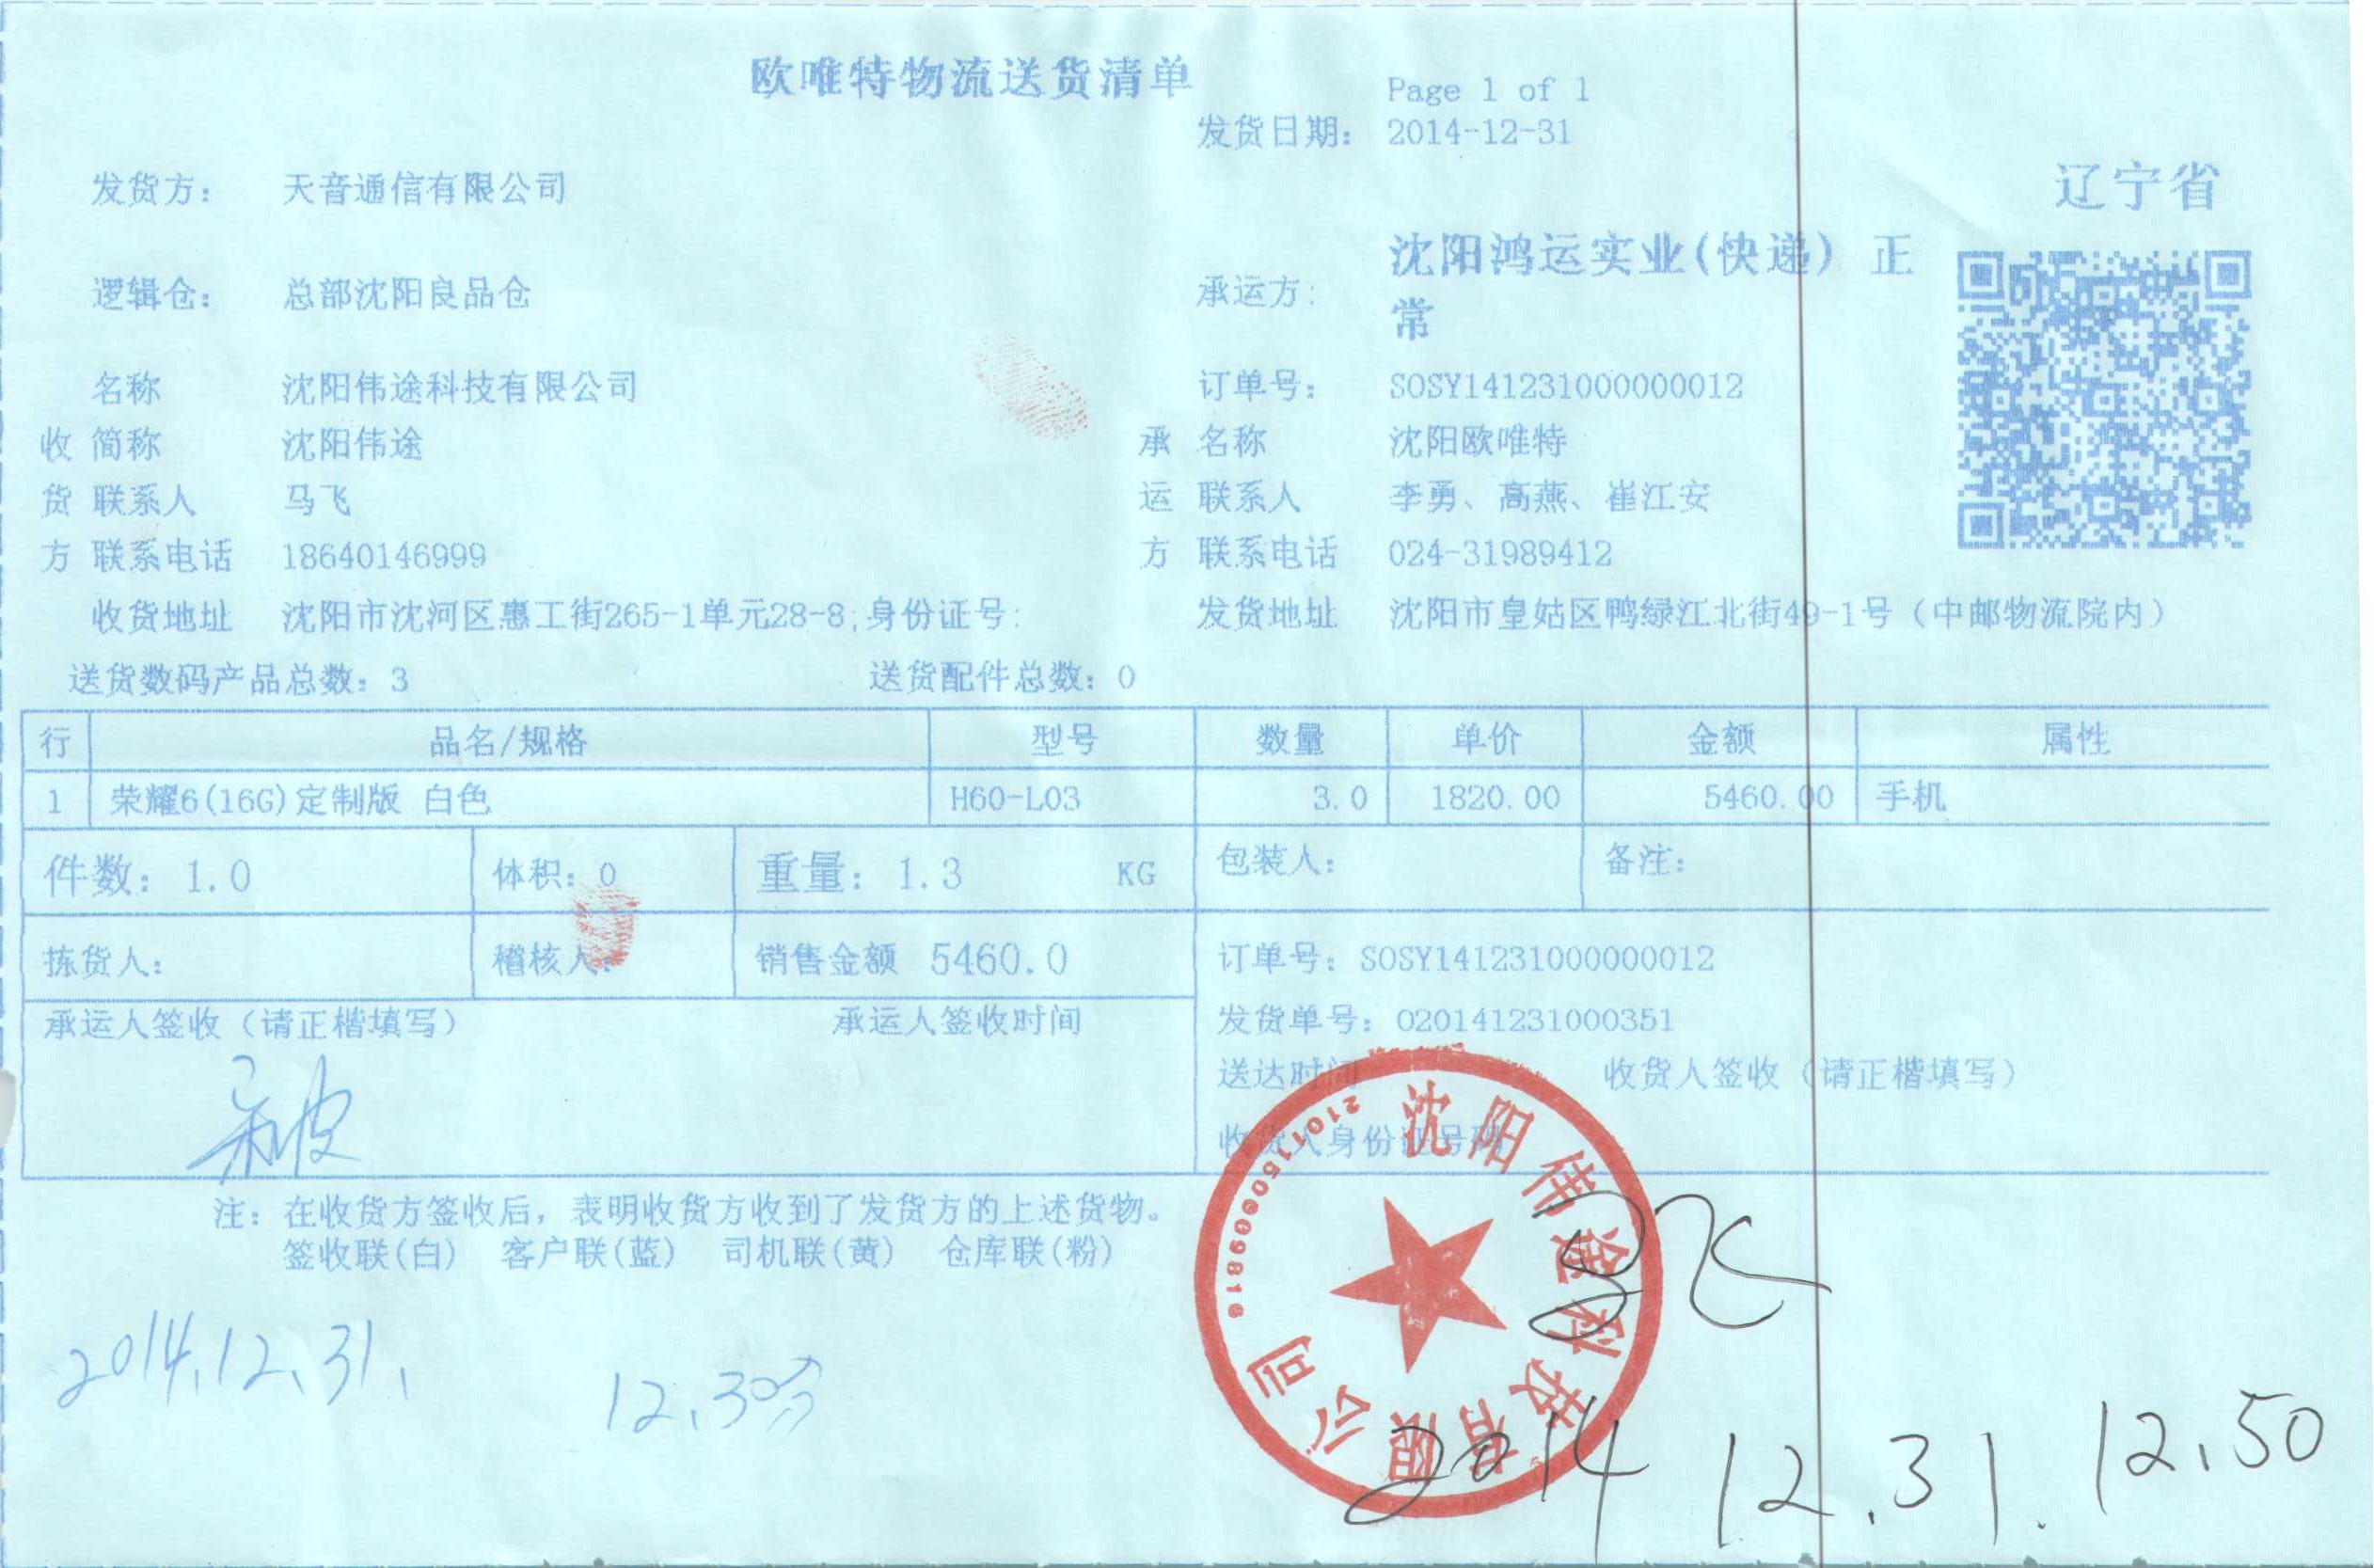 欧唯特物流送货清单
Page 1 of 1
发货日期: 2014-12-31
辽宁省
发货方: 天音通信有限公司
逻辑仓: 总部沈阳良品仓
承运方: 沈阳鸿运实业(快递) 正
常
名称 沈阳伟途科技有限公司 订单号: SOSY141231000000012
收 简称 沈阳伟途 承 名称 沈阳欧唯特
货 联系人 马飞 运 联系人 李勇、高燕、崔江安
方 联系电话 18640146999 方 联系电话 024-31989412
收货地址 沈阳市沈河区惠工街265-1单元28-8;身份证号: 发货地址 沈阳市皇姑区鸭绿江北街49-1号（中邮物流院内）
送货数码产品总数: 3 送货配件总数: 0
行 品名/规格 型号 数量 单价 金额 属性
1 荣耀6(16G)定制版 白色 H60-L03 3.0 1820.00 5460.00 手机
件数: 1.0 体积: 0 重量: 1.3 KG 包装人: 备注:
拣货人: 稽核人: 销售金额 5460.0 订单号: SOSY141231000000012
承运人签收（请正楷填写） 承运人签收时间 发货单号: O20141231000351
送达时间 收货人签收（请正楷填写）
收货人身份证号码
注: 在收货方签收后, 表明收货方收到了发货方的上述货物。
签收联(白) 客户联(蓝) 司机联(黄) 仓库联(粉)
沈阳伟途科技有限公司
2101150009816
马飞
2014.12.31. 12.30分
2014 12.31. 12.50